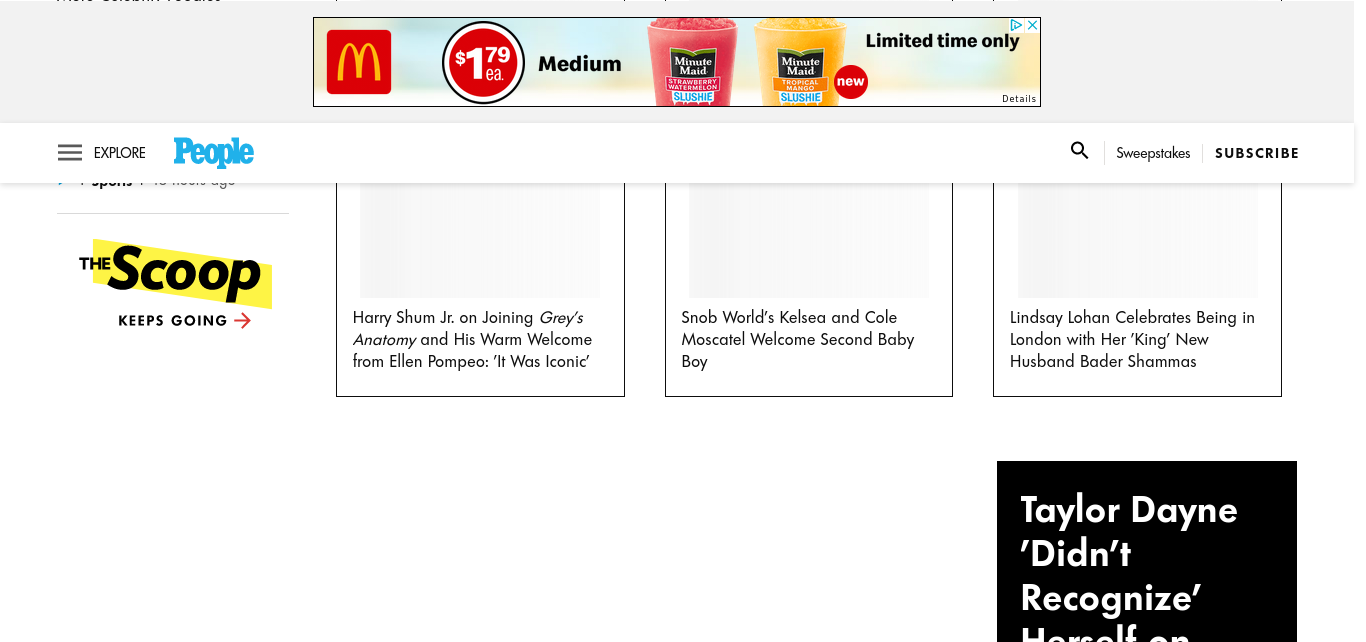 $1.79 ea.
Medium
Minute Maid
STRAWBERRY WATERMELON
SLUSHIE
Minute Maid
TROPICAL MANGO
SLUSHIE
new
Limited time only
Details
EXPLORE
People
Sweepstakes
SUBSCRIBE
THE Scoop
KEEPS GOING
Harry Shum Jr. on Joining Grey's
Anatomy and His Warm Welcome
from Ellen Pompeo: 'It Was Iconic'
Snob World's Kelsea and Cole
Moscatel Welcome Second Baby
Boy
Lindsay Lohan Celebrates Being in
London with Her 'King' New
Husband Bader Shammas
Taylor Dayne
'Didn't
Recognize'
Herself on